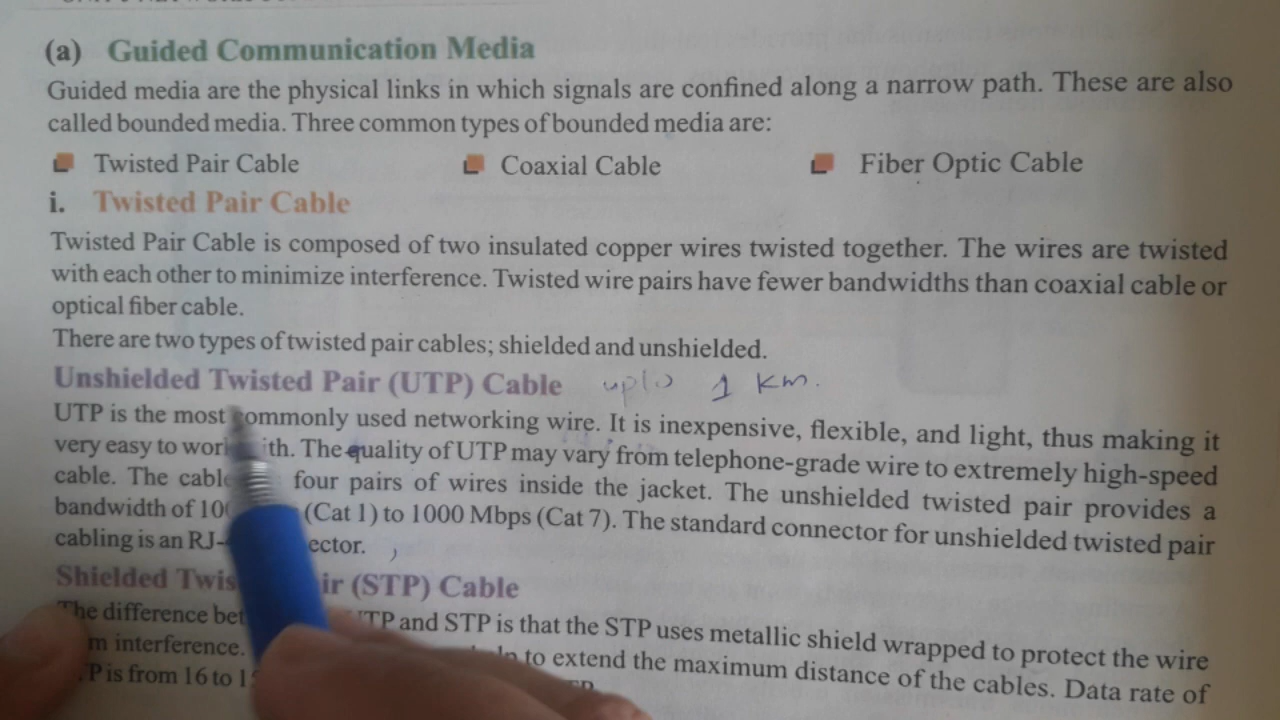 (a) Guided Communication Media
Guided media are the physical links in which signals are confined along a narrow path. These are also
called bounded media. Three common types of bounded media are:
Twisted Pair Cable Coaxial Cable Fiber Optic Cable
i. Twisted Pair Cable
Twisted Pair Cable is composed of two insulated copper wires twisted together. The wires are twisted
with each other to minimize interference. Twisted wire pairs have fewer bandwidths than coaxial cable or
optical fiber cable.
There are two types of twisted pair cables; shielded and unshielded.
Unshielded Twisted Pair (UTP) Cable upto 1 Km.
UTP is the most commonly used networking wire. It is inexpensive, flexible, and light, thus making it
very easy to work with. The quality of UTP may vary from telephone-grade wire to extremely high-speed
cable. The cable four pairs of wires inside the jacket. The unshielded twisted pair provides a
bandwidth of (Cat 1) to 1000 Mbps (Cat 7). The standard connector for unshielded twisted pair
cabling is an
Shielded (STP) Cable
The difference UTP and STP is that the STP uses metallic shield wrapped to protect the wire
interference. to extend the maximum distance of the cables. Data rate of
is from 16 to